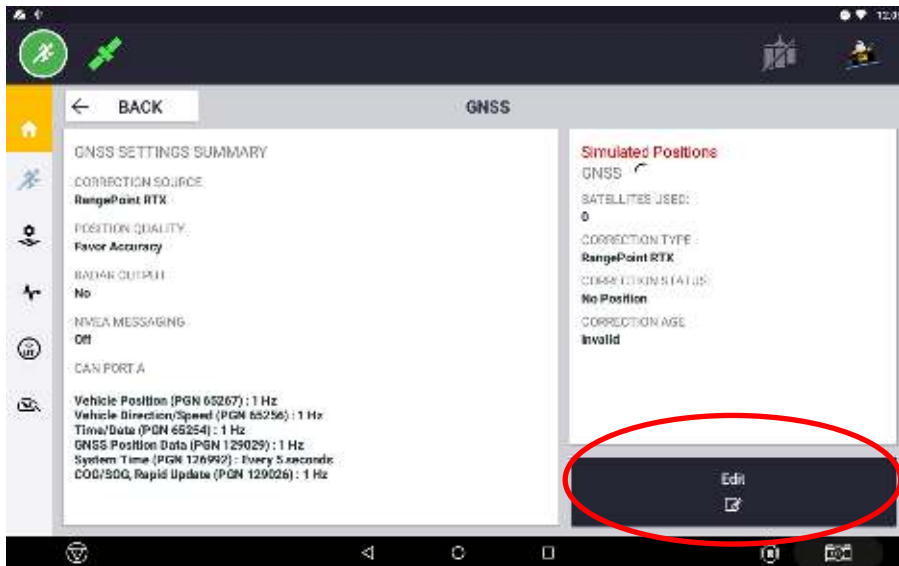 12:0
BACK
GNSS
GNSS SETTINGS SUMMARY
CORRECTION SOURCE
RangePoint RTX
POSITION QUALITY
Favor Accuracy
RADAR OUTPUT
No
NMEA MESSAGING
Off
CAN PORT A
Vehicle Position (PGN 65267) : 1 Hz
Vehicle Direction/Speed (PGN 65256) : 1 Hz
Time/Date (PGN 65254) : 1 Hz
GNSS Position Data (PGN 129029) : 1 Hz
System Time (PGN 126992) : Every 5 seconds
COG/SOG, Rapid Update (PGN 129026) : 1 Hz
Simulated Positions
GNSS
SATELLITES USED:
0
CORRECTION TYPE :
RangePoint RTX
CORRECTION STATUS:
No Position
CORRECTION AGE
Invalid
Edit